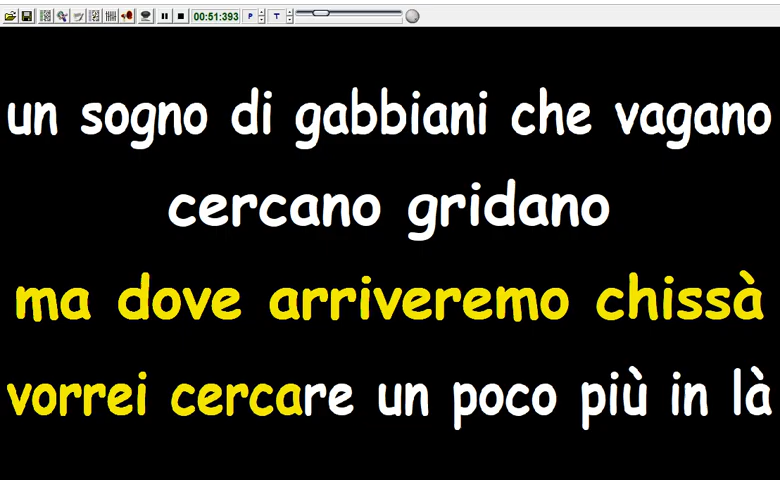 00:51:393 P T
un sogno di gabbiani che vagano
cercano gridano
ma dove arriveremo chissà
vorrei cercare un poco più in là